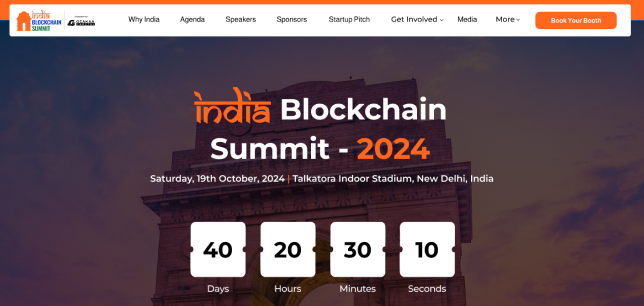 india
BLOCKCHAIN
SUMMIT
Why India
Agenda
Speakers
Sponsors
Startup Pitch
Get Involved
Media
More
Book Your Booth
india Blockchain
Summit - 2024
Saturday, 19th October, 2024 | Talkatora Indoor Stadium, New Delhi, India
40
20
30
10
Days
Hours
Minutes
Seconds